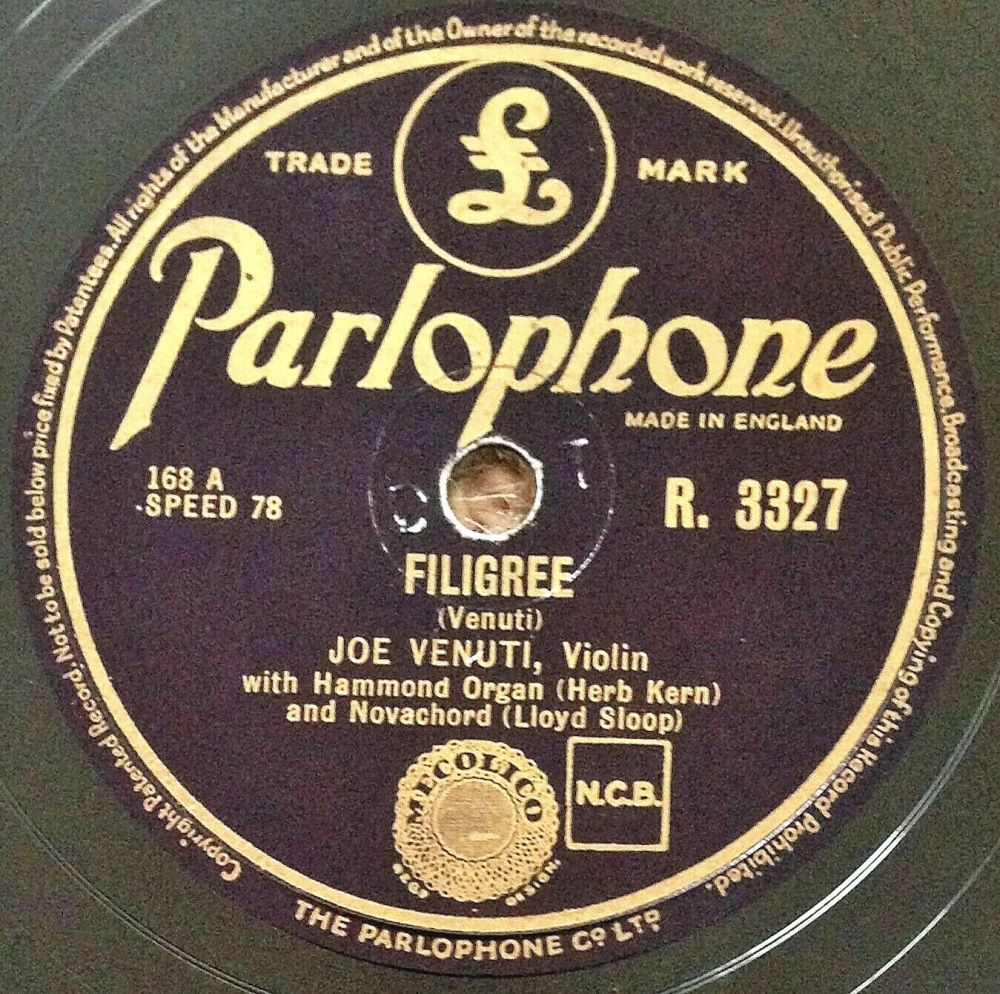 Copyright Patented Record. Not to be sold below price fixed by Patentees. All rights of the Manufacturer and of the Owner of the recorded work reserved. Unauthorised Public Performance, Broadcasting and Copying of this Record Prohibited.
£
TRADE MARK
Parlophone
MADE IN ENGLAND
168 A
SPEED 78
R. 3327
FILIGREE
(Venuti)
JOE VENUTI, Violin
with Hammond Organ (Herb Kern)
and Novachord (Lloyd Sloop)
MECOLICO
N.C.B.
THE PARLOPHONE Co LTD